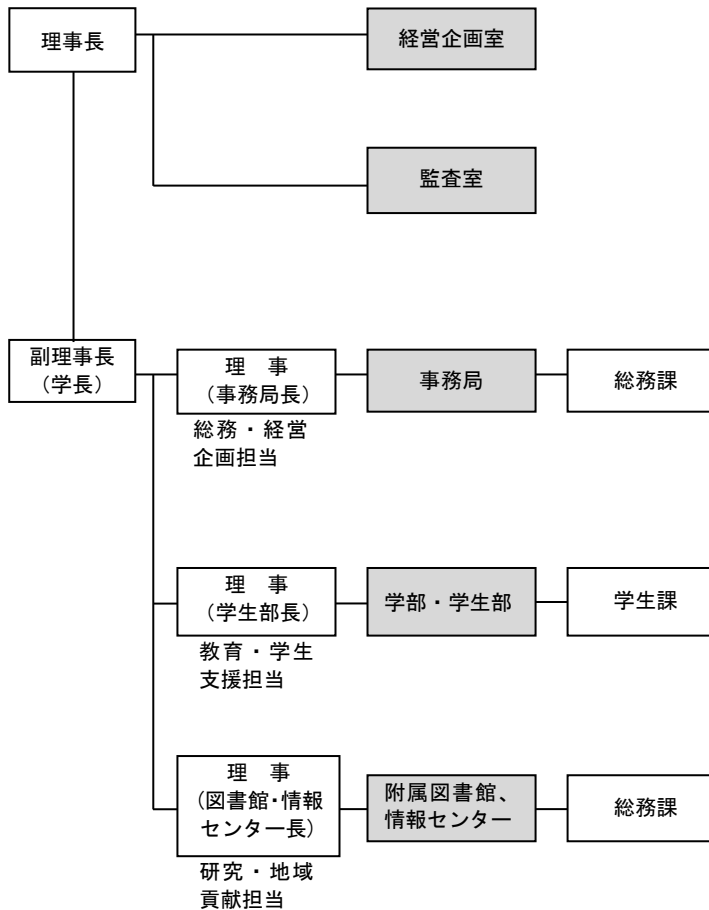 理事長
経営企画室
監査室
副理事長
(学長)
理　事
(事務局長)
総務・経営
企画担当
事務局
総務課
理　事
(学生部長)
教育・学生
支援担当
学部・学生部
学生課
理　事
(図書館・情報
センター長)
研究・地域
貢献担当
附属図書館、
情報センター
総務課